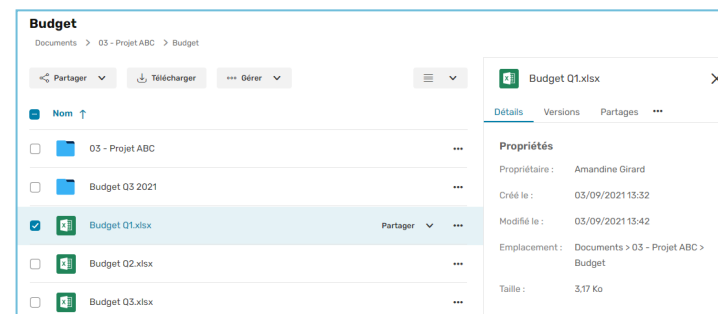 Budget
Documents > 03 - Projet ABC > Budget
Partager
Télécharger
••• Gérer
Nom ↑
03 - Projet ABC
Budget Q3 2021
Budget Q1.xlsx
Partager
Budget Q2.xlsx
Budget Q3.xlsx
Budget Q1.xlsx
Détails Versions Partages •••
Propriétés
Propriétaire : Amandine Girard
Créé le : 03/09/2021 13:32
Modifié le : 03/09/2021 13:42
Emplacement : Documents > 03 - Projet ABC >
Budget
Taille : 3,17 Ko